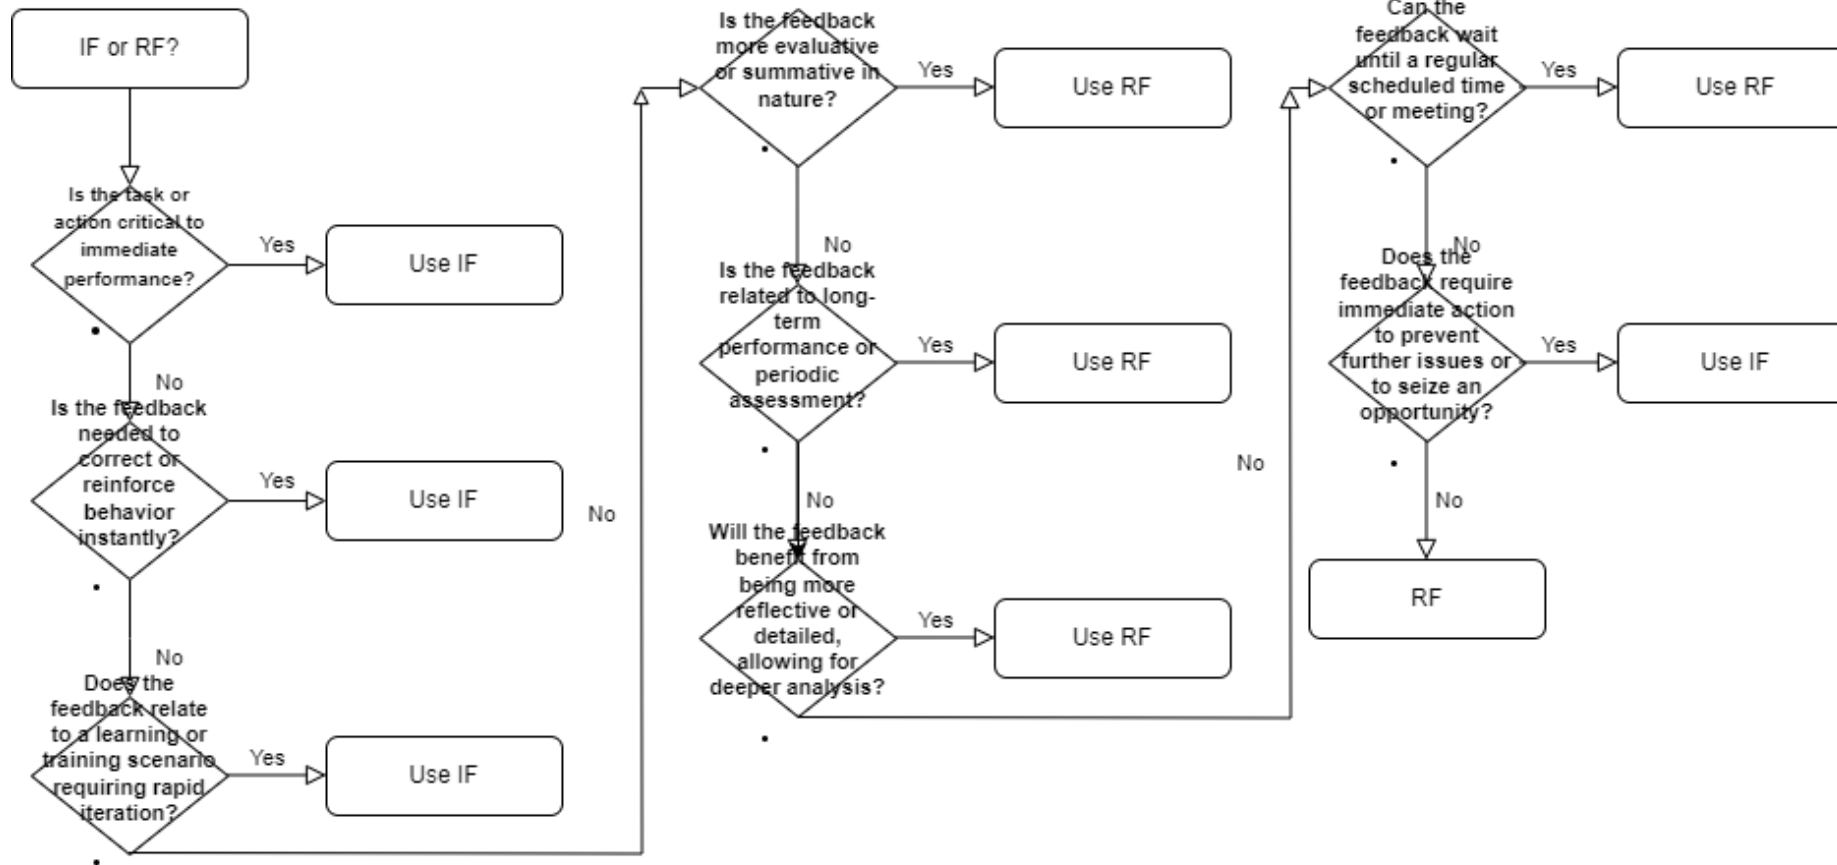 IF or RF?
Is the task or
action critical to
immediate
performance?
Yes
Use IF
No
Is the feedback
needed to
correct or
reinforce
behavior
instantly?
Yes
Use IF
No
Does the
feedback relate
to a learning or
training scenario
requiring rapid
iteration?
Yes
Use IF
No
Is the feedback
more evaluative
or summative in
nature?
Yes
Use RF
No
Is the feedback
related to long-
term
performance or
periodic
assessment?
Yes
Use RF
No
Will the feedback
benefit from
being more
reflective or
detailed,
allowing for
deeper analysis?
Yes
Use RF
No
Can the
feedback wait
until a regular
scheduled time
or meeting?
Yes
Use RF
No
Does the
feedback require
immediate action
to prevent
further issues or
to seize an
opportunity?
Yes
Use IF
No
RF